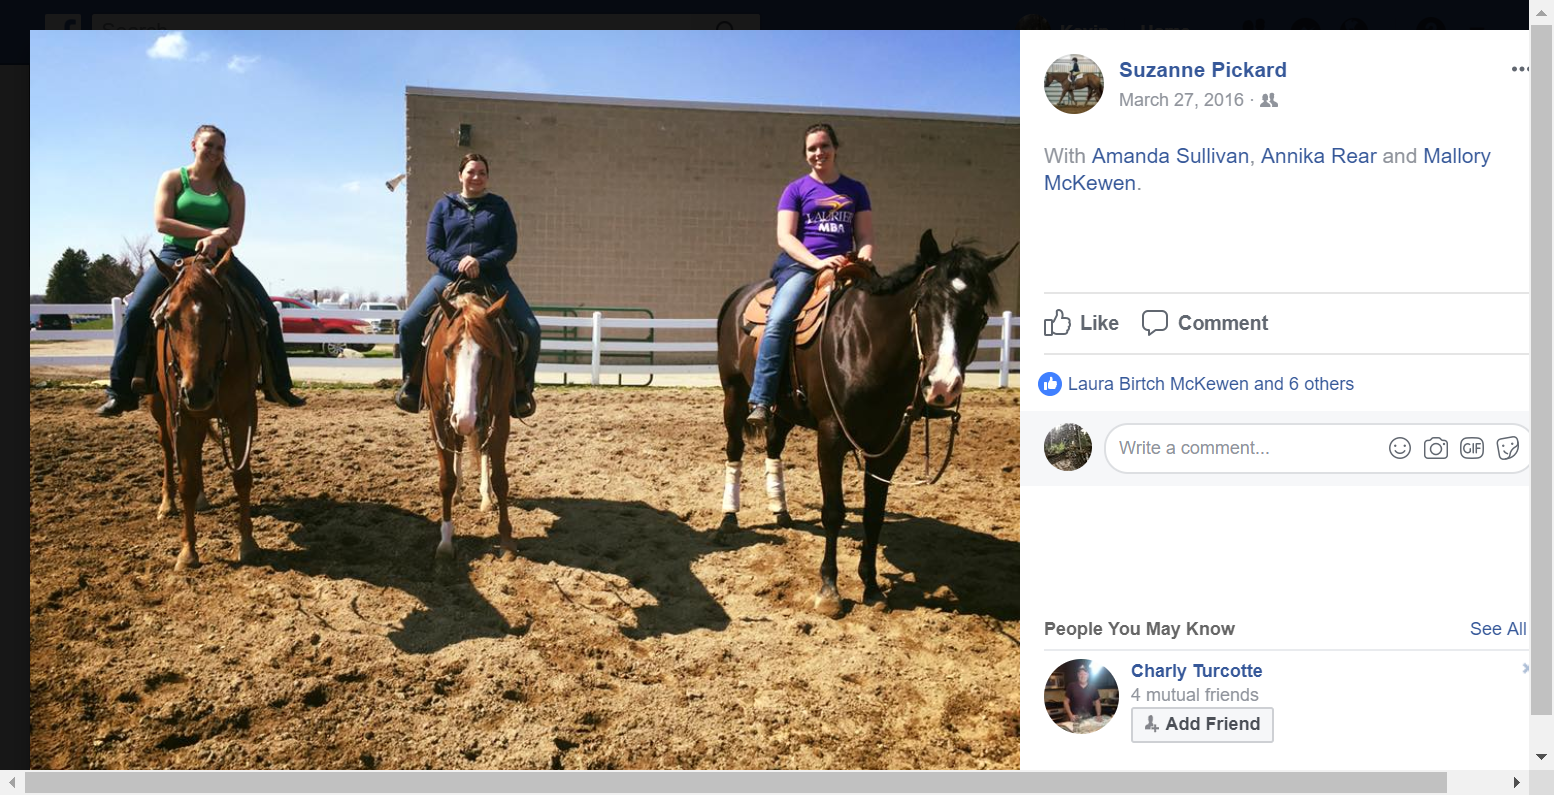 Search
Suzanne Pickard
March 27, 2016 ·
With Amanda Sullivan, Annika Rear and Mallory
McKewen.
LAURIER
MBA
Like Comment
Laura Birtch McKewen and 6 others
Write a comment...
GIF
People You May Know
See All
Charly Turcotte
4 mutual friends
Add Friend